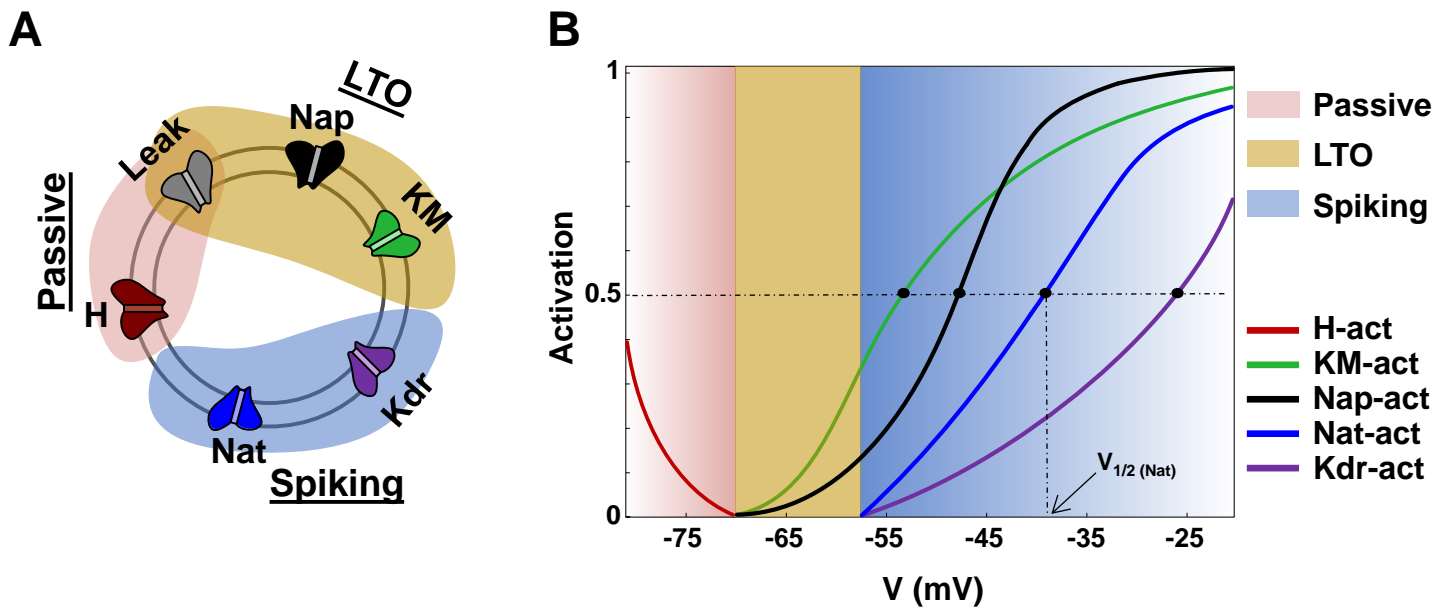 A
LTO
Nap
Leak
KM
Passive
H
Kdr
Nat
Spiking
B
1
0.5
0
Activation
V1/2 (Nat)
-75 -65 -55 -45 -35 -25
V (mV)
Passive
LTO
Spiking
H-act
KM-act
Nap-act
Nat-act
Kdr-act